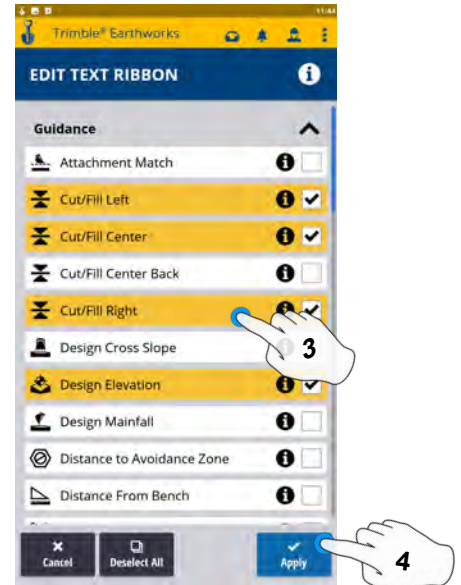 11:44
Trimble® Earthworks
EDIT TEXT RIBBON
Guidance
Attachment Match
Cut/Fill Left
Cut/Fill Center
Cut/Fill Center Back
Cut/Fill Right
3
Design Cross Slope
Design Elevation
Design Mainfall
Distance to Avoidance Zone
Distance From Bench
Cancel
Deselect All
Apply
4